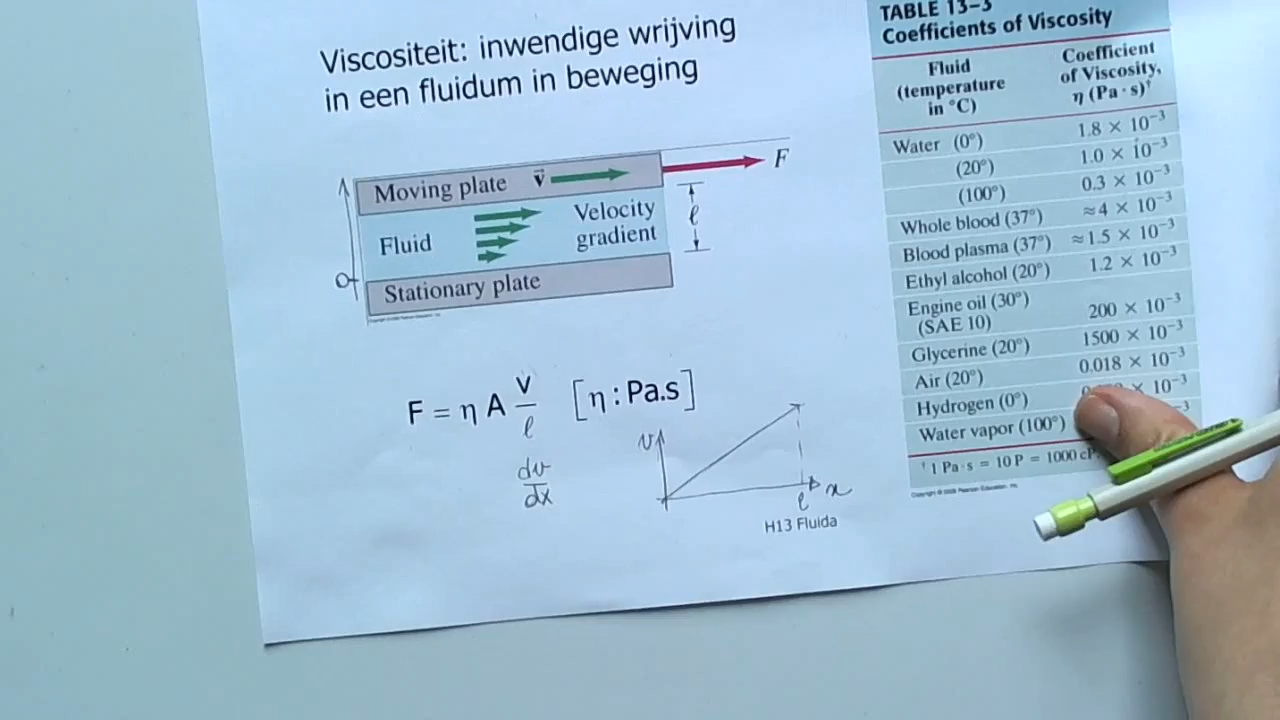 Viscositeit: inwendige wrijving
in een fluidum in beweging
Moving plate v F
Fluid Velocity
gradient ℓ
0
Stationary plate
F = η A v/ℓ [η : Pa.s]
dv/dx
v
ℓ x
H13 Fluida
TABLE 13–3
Coefficients of Viscosity
Fluid
(temperature
in °C)
Coefficient
of Viscosity,
η (Pa · s)†
Water (0°) 1.8 × 10⁻³
(20°) 1.0 × 10⁻³
(100°) 0.3 × 10⁻³
Whole blood (37°) ≈4 × 10⁻³
Blood plasma (37°) ≈1.5 × 10⁻³
Ethyl alcohol (20°) 1.2 × 10⁻³
Engine oil (30°)
(SAE 10) 200 × 10⁻³
Glycerine (20°) 1500 × 10⁻³
Air (20°) 0.018 × 10⁻³
Hydrogen (0°) × 10⁻³
Water vapor (100°) ⁻³
†1 Pa·s = 10 P = 1000 cP.